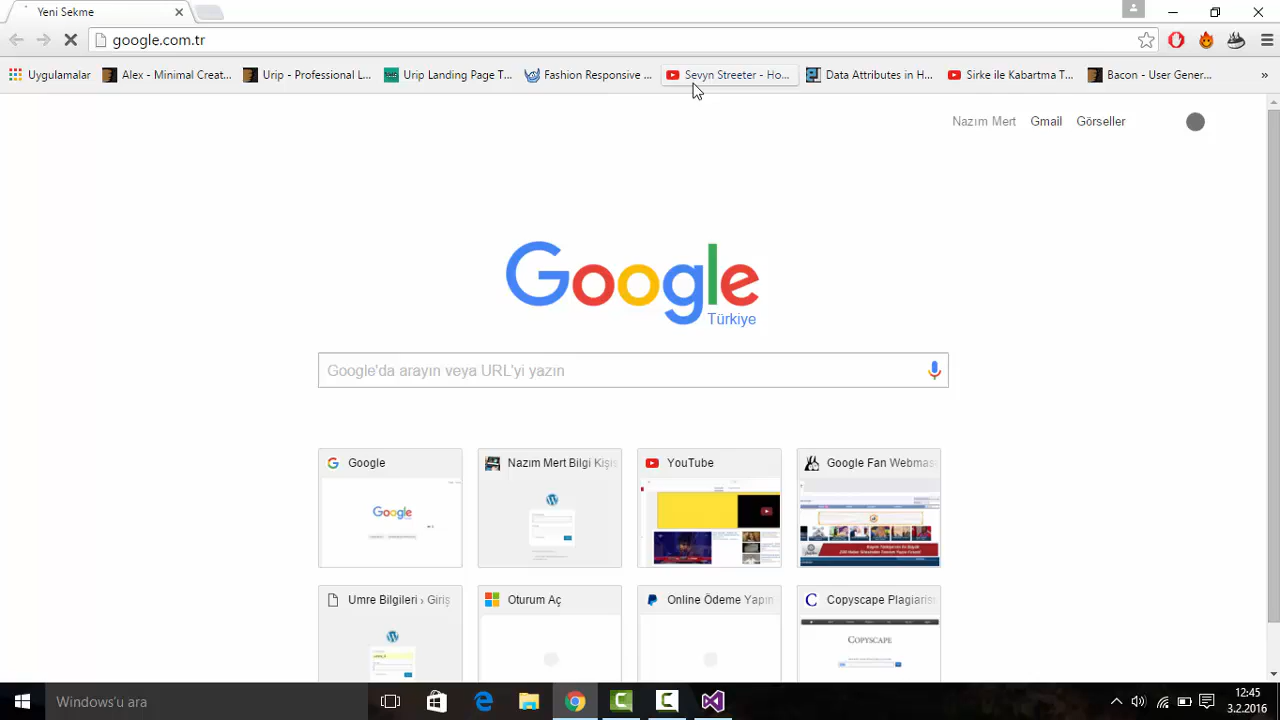 Yeni Sekme
google.com.tr
Uygulamalar
Alex - Minimal Creat...
Urip - Professional L...
Urip Landing Page T...
Fashion Responsive ...
Sevyn Streeter - Ho...
Data Attributes in H...
Sirke ile Kabartma T...
Bacon - User Gener...
»
Nazım Mert
Gmail
Görseller
Google
Türkiye
Google'da arayın veya URL'yi yazın
Google
Nazım Mert Bilgi Kişis
YouTube
Google Fan Webmas
Google
Umre Bilgileri › Giriş
Oturum Aç
Online Ödeme Yapın
Copyscape Plagiaris
COPYSCAPE
Windows'u ara
12:45
3.2.2016